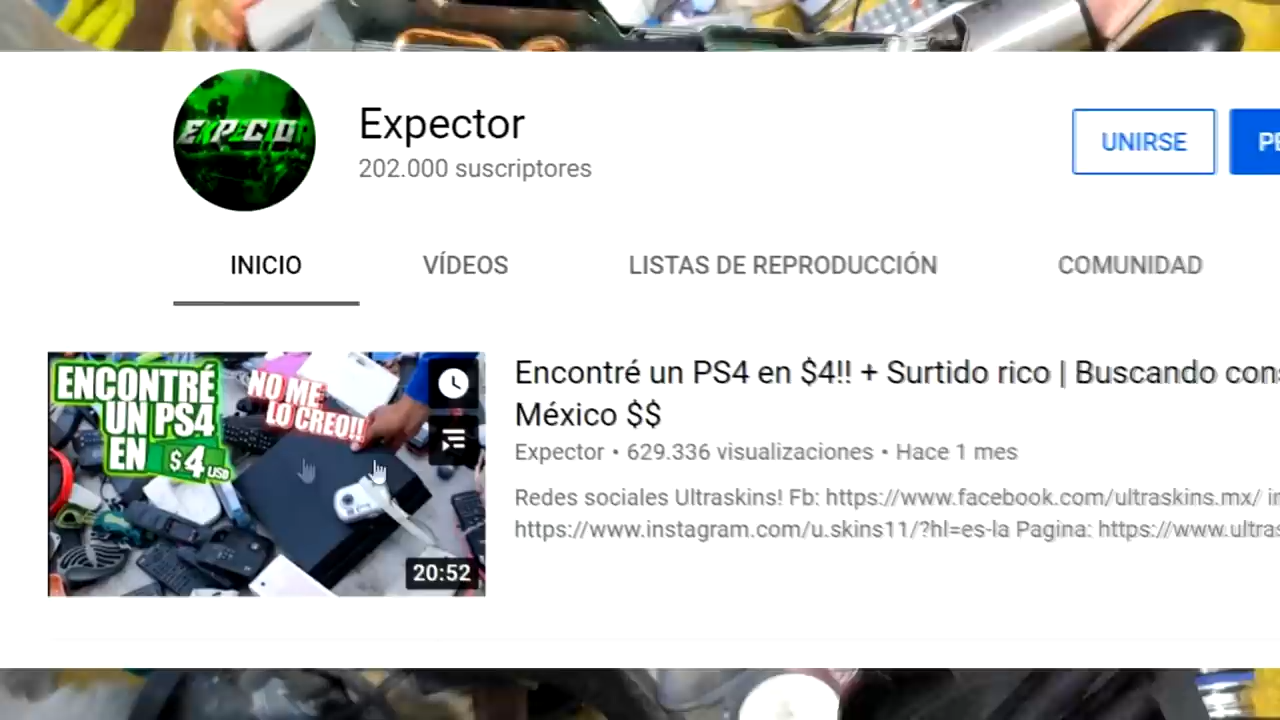 EXPCO
Expector
202.000 suscriptores
UNIRSE
INICIO
VÍDEOS
LISTAS DE REPRODUCCIÓN
COMUNIDAD
ENCONTRÉ
UN PS4
EN $4 USD
NO ME
LO CREO!!
20:52
Encontré un PS4 en $4!! + Surtido rico | Buscando
México $$
Expector • 629.336 visualizaciones • Hace 1 mes
Redes sociales Ultraskins! Fb: https://www.facebook.com/ultraskins.mx/
https://www.instagram.com/u.skins11/?hl=es-la Pagina: https://www.ultras